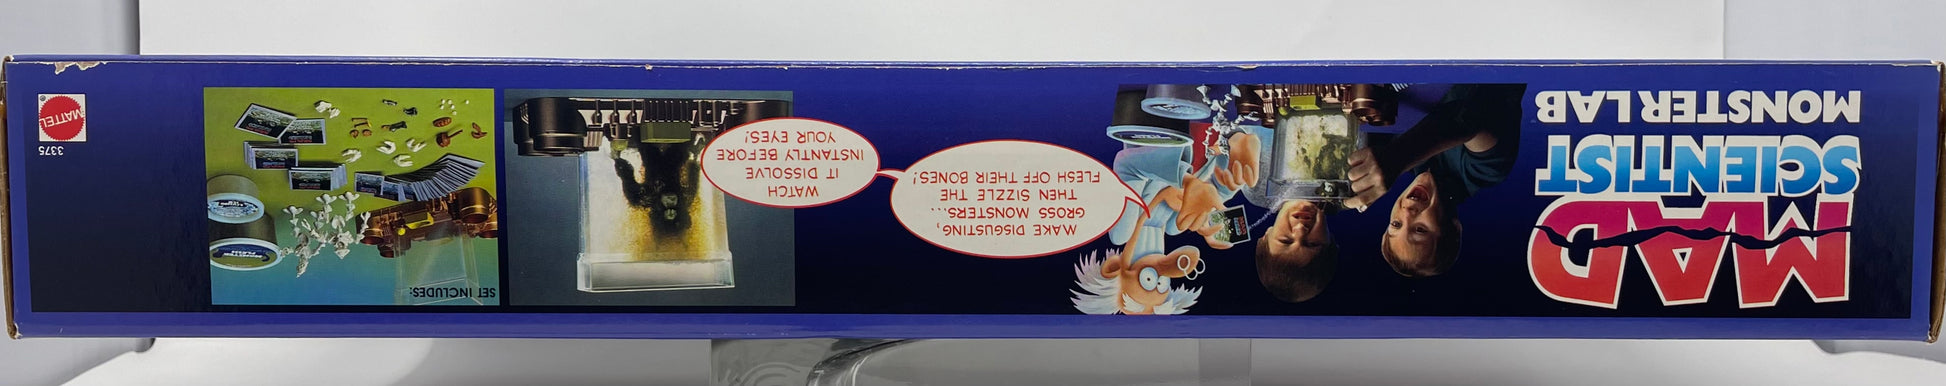 MAD
SCIENTIST
MONSTER LAB
MAKE DISGUSTING,
GROSS MONSTERS...
THEN SIZZLE THE
FLESH OFF THEIR BONES!
WATCH
IT DISSOLVE
INSTANTLY BEFORE
YOUR EYES!
SET INCLUDES:
3375
MATTEL